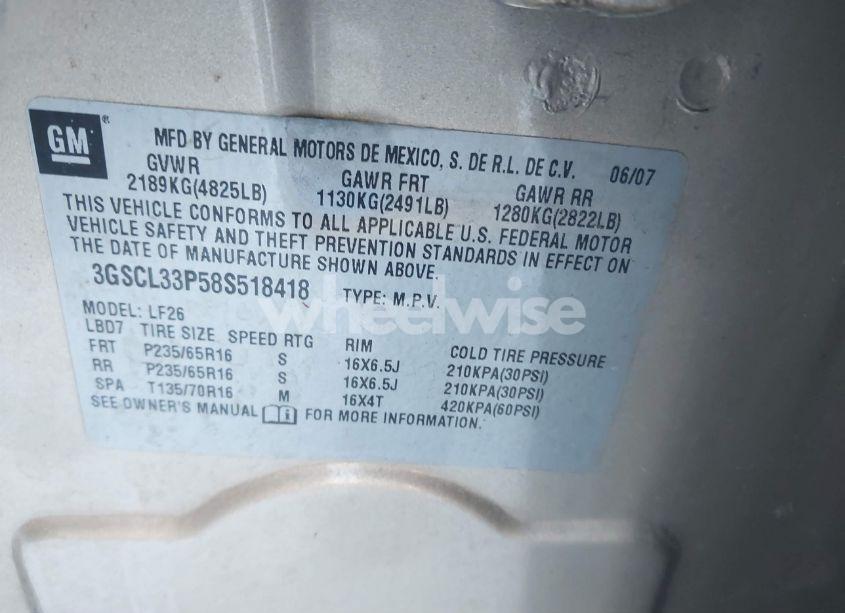 GM ® MFD BY GENERAL MOTORS DE MEXICO, S. DE R.L. DE C.V. 06/07
GVWR GAWR FRT GAWR RR
2189KG(4825LB) 1130KG(2491LB) 1280KG(2822LB)
THIS VEHICLE CONFORMS TO ALL APPLICABLE U.S. FEDERAL MOTOR
VEHICLE SAFETY AND THEFT PREVENTION STANDARDS IN EFFECT ON
THE DATE OF MANUFACTURE SHOWN ABOVE.
3GSCL33P58S518418 TYPE: M.P.V.
wheelwise
MODEL: LF26
LBD7 TIRE SIZE SPEED RTG RIM COLD TIRE PRESSURE
FRT P235/65R16 S 16X6.5J 210KPA(30PSI)
RR P235/65R16 S 16X6.5J 210KPA(30PSI)
SPA T135/70R16 M 16X4T 420KPA(60PSI)
SEE OWNER'S MANUAL FOR MORE INFORMATION.